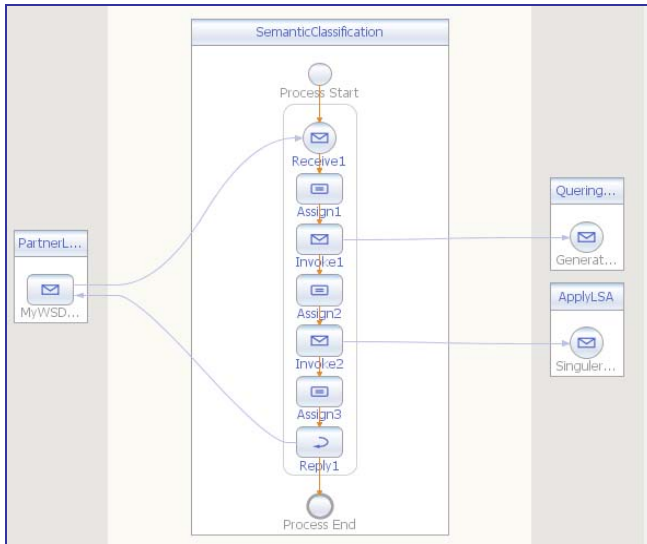 SemanticClassification
Process Start
Receive1
Assign1
Invoke1
Assign2
Invoke2
Assign3
Reply1
Process End
PartnerL...
MyWSD...
Quering...
Generat...
ApplyLSA
Singuler...